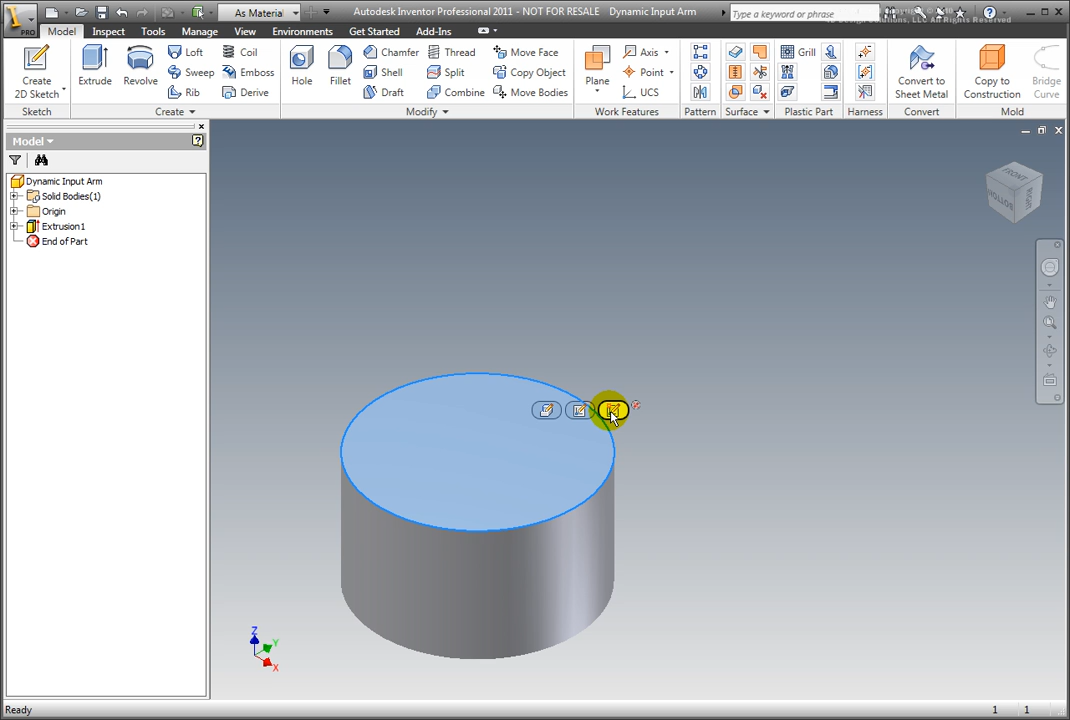 Autodesk Inventor Professional 2011 - NOT FOR RESALE Dynamic Input Arm
Type a keyword or phrase
As Material
PRO
Model Inspect Tools Manage View Environments Get Started Add-Ins
Create
2D Sketch
Extrude
Revolve
Loft
Sweep
Rib
Coil
Emboss
Derive
Hole
Fillet
Chamfer
Shell
Draft
Thread
Split
Combine
Move Face
Copy Object
Move Bodies
Plane
Axis
Point
UCS
Grill
Convert to
Sheet Metal
Copy to
Construction
Bridge
Curve
Sketch Create Modify Work Features Pattern Surface Plastic Part Harness Convert Mold
Model
Dynamic Input Arm
Solid Bodies(1)
Origin
Extrusion1
End of Part
FRONT
RIGHT
BOTTOM
Z
Y
X
Ready
1 1